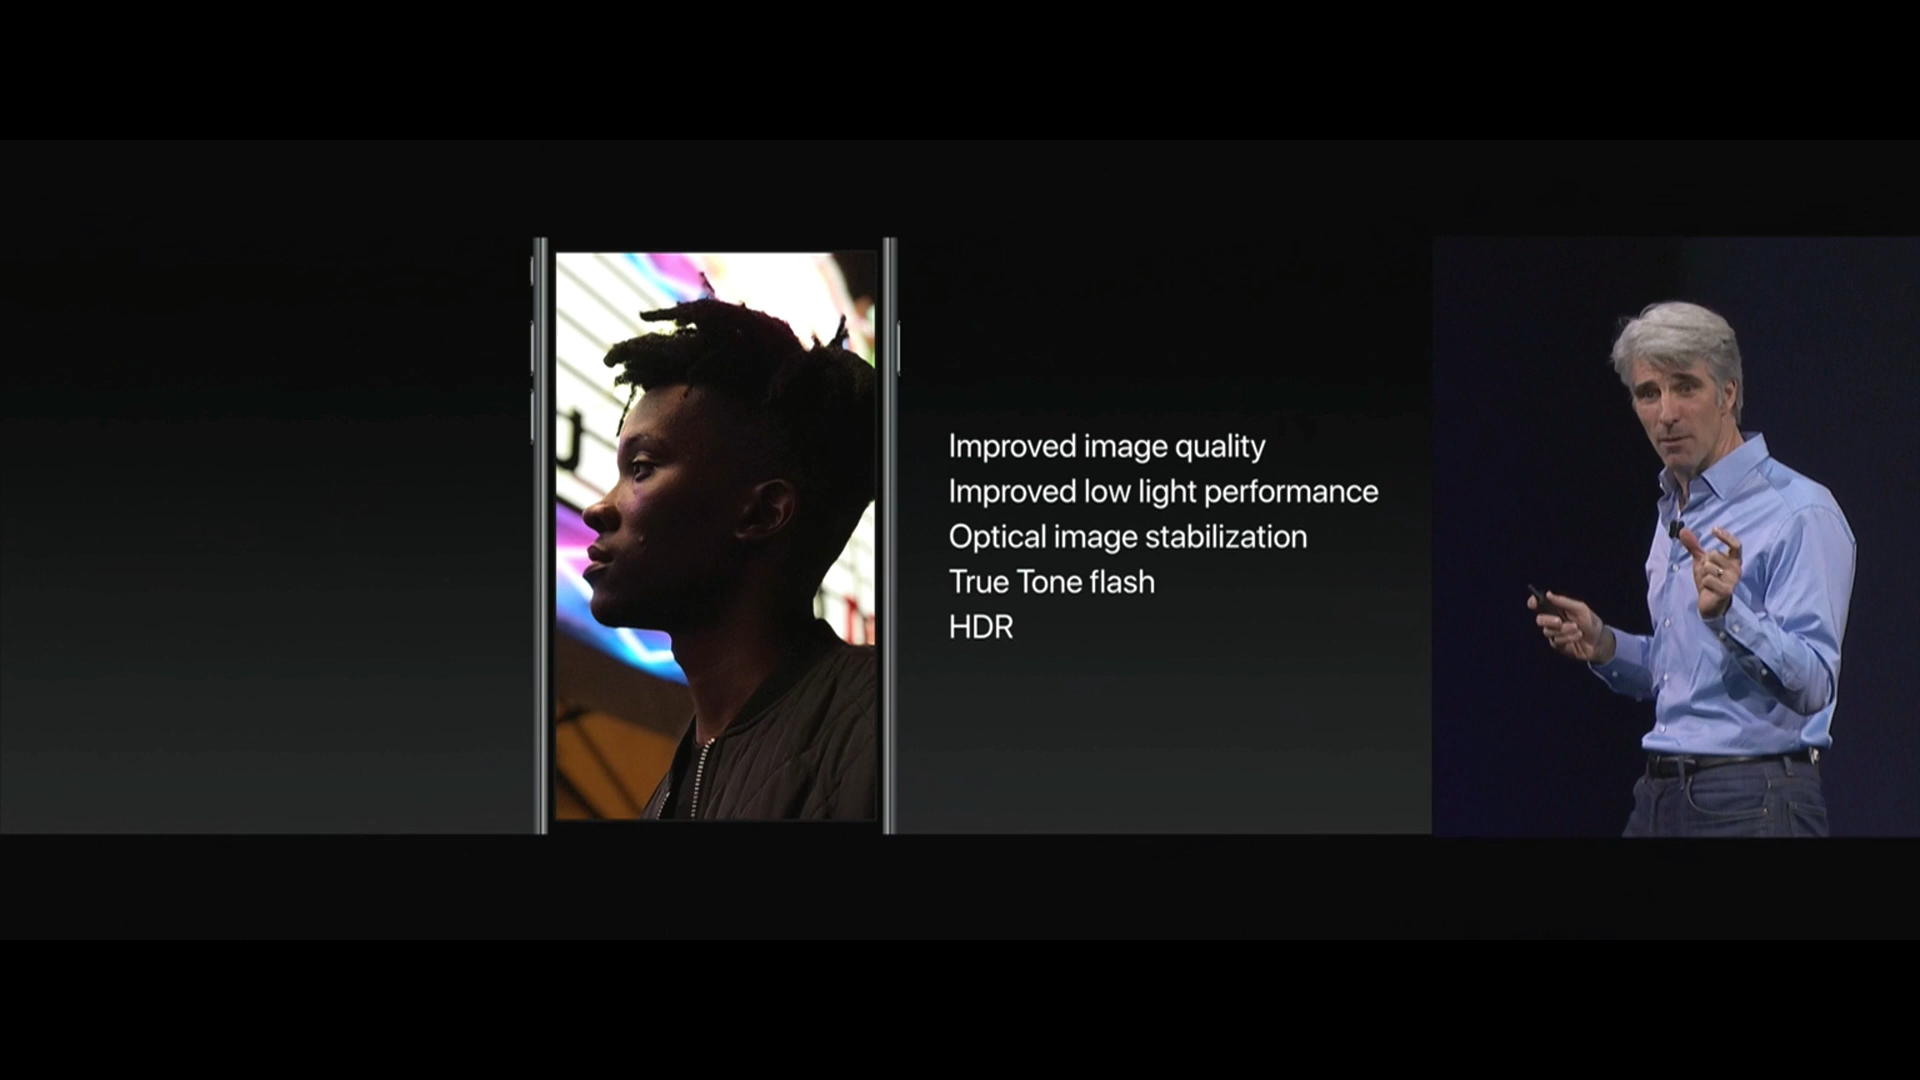 Improved image quality
Improved low light performance
Optical image stabilization
True Tone flash
HDR